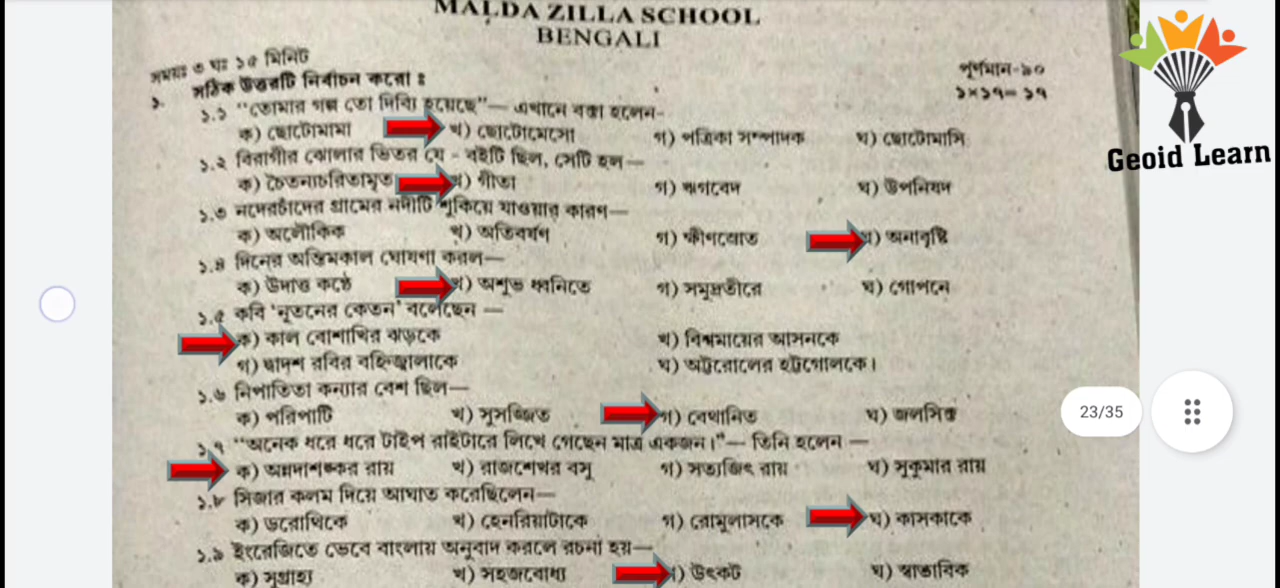 MALDA ZILLA SCHOOL
BENGALI
সময়ঃ ৩ ঘঃ ১৫ মিনিট
পূর্ণমান-৯০
১. সঠিক উত্তরটি নির্বাচন করো ঃ
১×১৭= ১৭
১.১ "তোমার গল্প তো দিব্যি হয়েছে"— এখানে বক্তা হলেন-
ক) ছোটোমামা খ) ছোটোমেসো গ) পত্রিকা সম্পাদক ঘ) ছোটোমাসি
১.২ বিরাগীর ঝোলার ভিতর যে - বইটি ছিল, সেটি হল—
ক) চৈতন্যচরিতামৃত খ) গীতা গ) ঋগবেদ ঘ) উপনিষদ
১.৩ নদেরচাঁদের গ্রামের নদীটি শুকিয়ে যাওয়ার কারণ—
ক) অলৌকিক খ) অতিবর্ষণ গ) ক্ষীণস্রোত ঘ) অনাবৃষ্টি
১.৪ দিনের অন্তিমকাল ঘোষণা করল—
ক) উদাত্ত কণ্ঠে খ) অশুভ ধ্বনিতে গ) সমুদ্রতীরে ঘ) গোপনে
১.৫ কবি 'নূতনের কেতন' বলেছেন —
ক) কাল বোশাখির ঝড়কে খ) বিশ্বমায়ের আসনকে
গ) দ্বাদশ রবির বহ্নিজ্বালাকে ঘ) অট্টরোলের হট্টগোলকে।
১.৬ নিপাতিতা কন্যার বেশ ছিল—
ক) পরিপাটি খ) সুসজ্জিত গ) বেথানিত ঘ) জলসিক্ত
১.৭ "অনেক ধরে ধরে টাইপ রাইটারে লিখে গেছেন মাত্র একজন।"— তিনি হলেন —
ক) অন্নদাশঙ্কর রায় খ) রাজশেখর বসু গ) সত্যজিৎ রায় ঘ) সুকুমার রায়
১.৮ সিজার কলম দিয়ে আঘাত করেছিলেন—
ক) ডরোথিকে খ) হেনরিয়াটাকে গ) রোমুলাসকে ঘ) কাসকাকে
১.৯ ইংরেজিতে ভেবে বাংলায় অনুবাদ করলে রচনা হয়—
ক) সুগ্রাহ্য খ) সহজবোধ্য গ) উৎকট ঘ) স্বাভাবিক
Geoid Learn
23/35